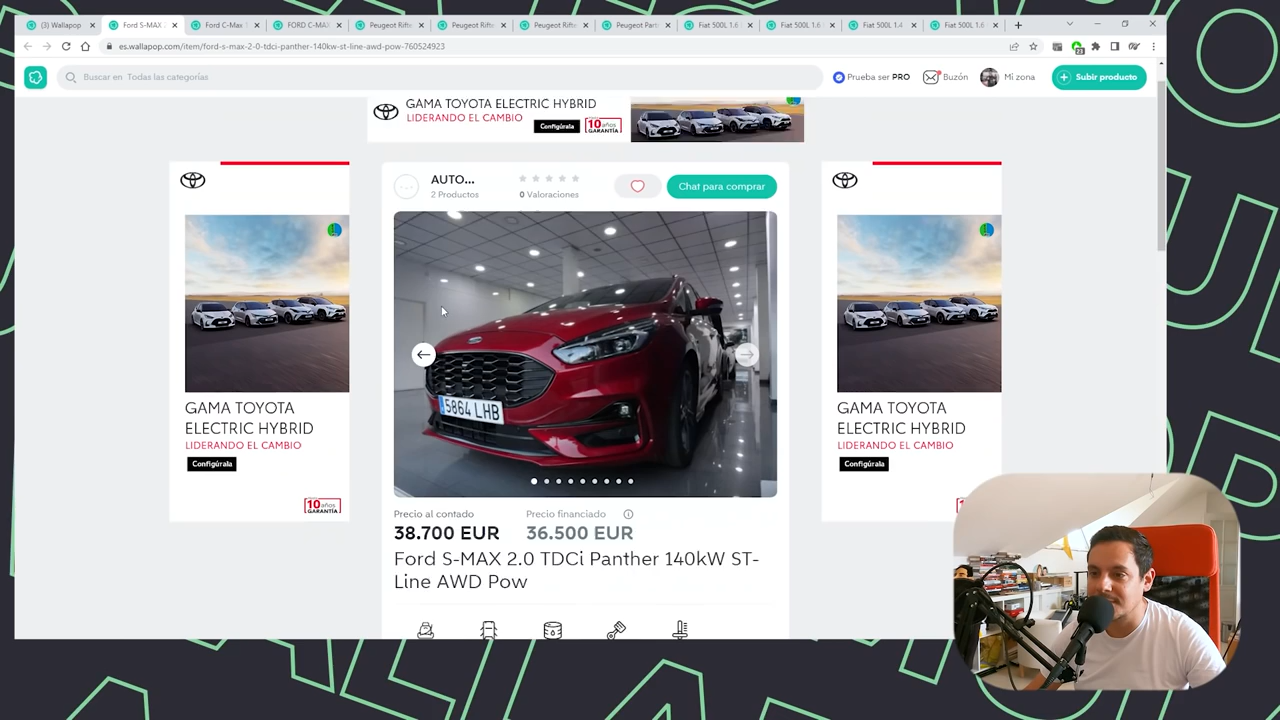 (3) Wallapop
Ford S-MAX 2
Ford C-Max 1
FORD C-MAX
Peugeot Rifte
Peugeot Rifte
Peugeot Rifte
Peugeot Part
Fiat 500L 1.6
Fiat 500L 1.6
Fiat 500L 1.4
Fiat 500L 1.6
es.wallapop.com/item/ford-s-max-2-0-tdci-panther-140kw-st-line-awd-pow-760524923
23
Buscar en Todas las categorías
Prueba ser PRO
Buzón
Mi zona
Subir producto
GAMA TOYOTA ELECTRIC HYBRID
LIDERANDO EL CAMBIO
Configúrala
10 años
GARANTÍA
AUTO...
2 Productos
0 Valoraciones
Chat para comprar
GAMA TOYOTA
ELECTRIC HYBRID
LIDERANDO EL CAMBIO
Configúrala
10 años
GARANTÍA
5864 LHB
Precio al contado
38.700 EUR
Precio financiado
36.500 EUR
Ford S-MAX 2.0 TDCi Panther 140kW ST-
Line AWD Pow
GAMA TOYOTA
ELECTRIC HYBRID
LIDERANDO EL CAMBIO
Configúrala